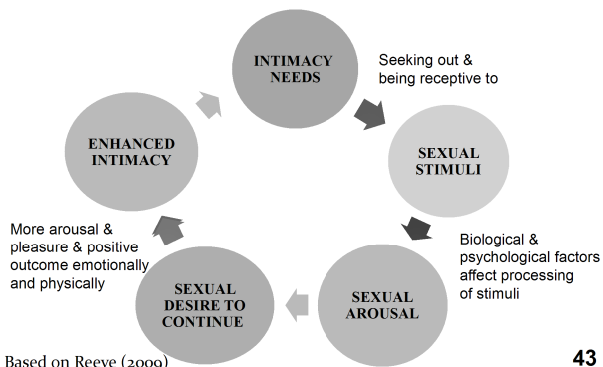 INTIMACY
NEEDS
Seeking out &
being receptive to
SEXUAL
STIMULI
Biological &
psychological factors
affect processing
of stimuli
SEXUAL
AROUSAL
SEXUAL
DESIRE TO
CONTINUE
More arousal &
pleasure & positive
outcome emotionally
and physically
ENHANCED
INTIMACY
Based on Reeve (2009)
43